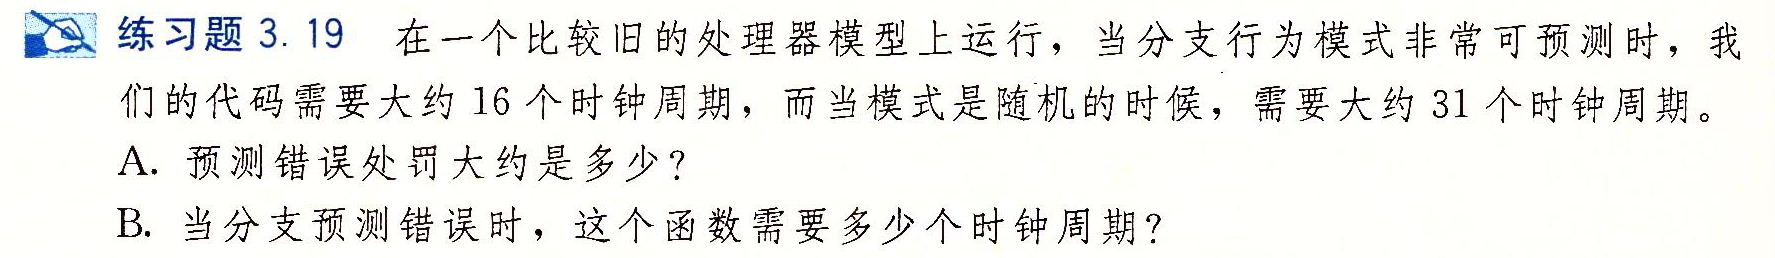 练习题 3.19 在一个比较旧的处理器模型上运行，当分支行为模式非常可预测时，我
们的代码需要大约 16 个时钟周期，而当模式是随机的时候，需要大约 31 个时钟周期。
A. 预测错误处罚大约是多少？
B. 当分支预测错误时，这个函数需要多少个时钟周期？